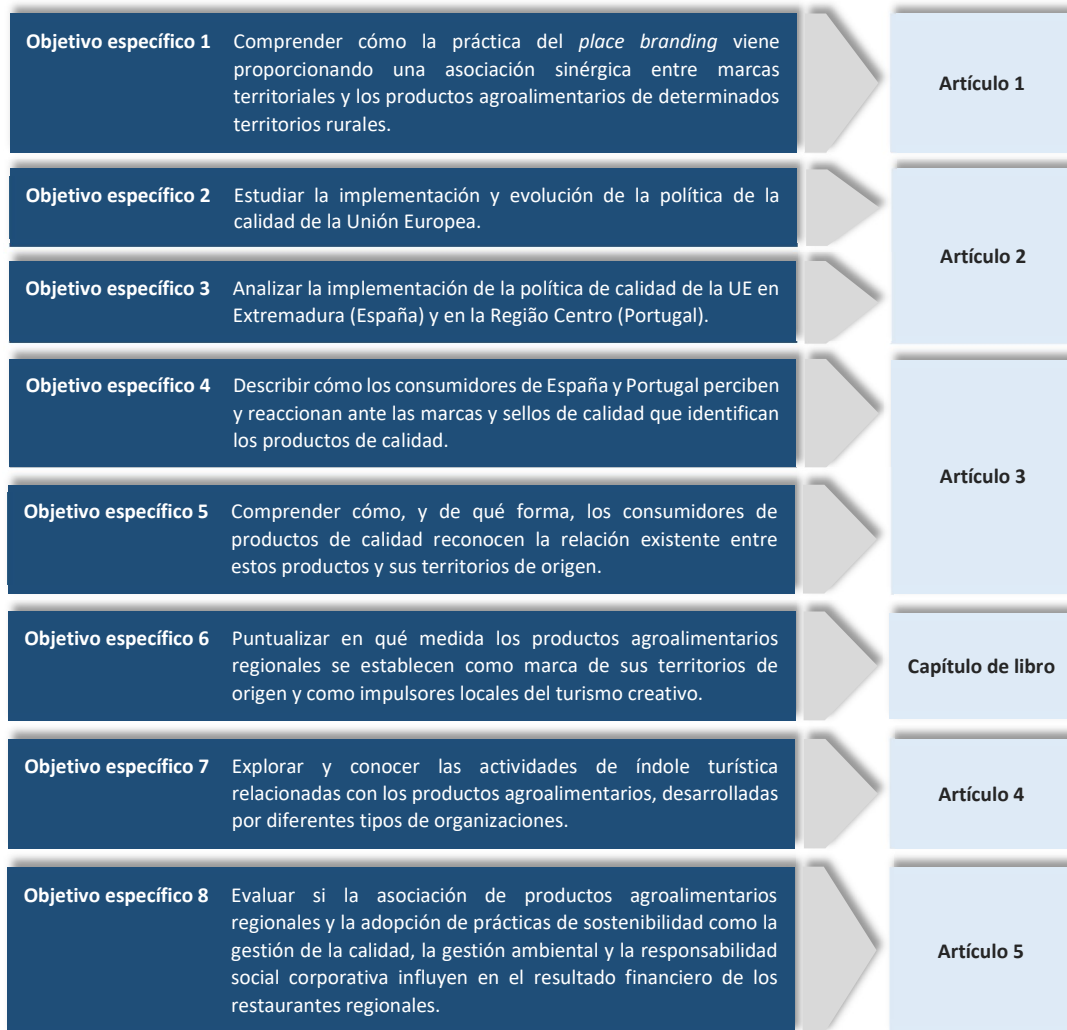 Objetivo específico 1 Comprender cómo la práctica del place branding viene
proporcionando una asociación sinérgica entre marcas
territoriales y los productos agroalimentarios de determinados
territorios rurales.
Artículo 1
Objetivo específico 2 Estudiar la implementación y evolución de la política de la
calidad de la Unión Europea.
Artículo 2
Objetivo específico 3 Analizar la implementación de la política de calidad de la UE en
Extremadura (España) y en la Região Centro (Portugal).
Objetivo específico 4 Describir cómo los consumidores de España y Portugal perciben
y reaccionan ante las marcas y sellos de calidad que identifican
los productos de calidad.
Artículo 3
Objetivo específico 5 Comprender cómo, y de qué forma, los consumidores de
productos de calidad reconocen la relación existente entre
estos productos y sus territorios de origen.
Objetivo específico 6 Puntualizar en qué medida los productos agroalimentarios
regionales se establecen como marca de sus territorios de
origen y como impulsores locales del turismo creativo.
Capítulo de libro
Objetivo específico 7 Explorar y conocer las actividades de índole turística
relacionadas con los productos agroalimentarios, desarrolladas
por diferentes tipos de organizaciones.
Artículo 4
Objetivo específico 8 Evaluar si la asociación de productos agroalimentarios
regionales y la adopción de prácticas de sostenibilidad como la
gestión de la calidad, la gestión ambiental y la responsabilidad
social corporativa influyen en el resultado financiero de los
restaurantes regionales.
Artículo 5